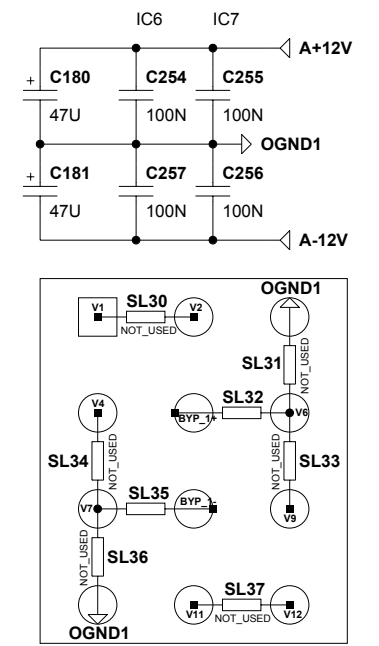 IC6 IC7
A+12V
+ C180 C254 C255
47U 100N 100N
OGND1
+ C181 C257 C256
47U 100N 100N
A-12V
OGND1
V1 SL30 V2
NOT_USED
SL31 NOT_USED
SL32
V4 BYP_1+ V6
SL34 NOT_USED NOT_USED SL33
SL35
V7 BYP_1- V9
NOT_USED SL36
SL37
V11 NOT_USED V12
OGND1